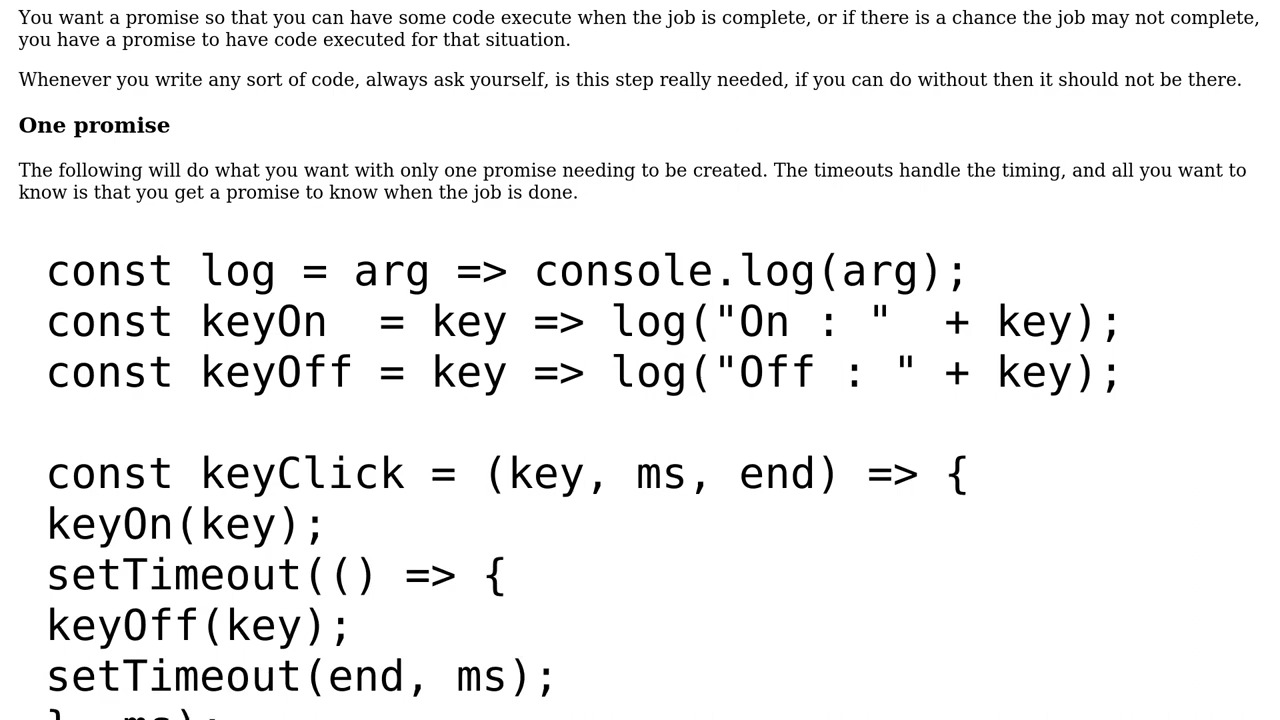 You want a promise so that you can have some code execute when the job is complete, or if there is a chance the job may not complete,
you have a promise to have code executed for that situation.
Whenever you write any sort of code, always ask yourself, is this step really needed, if you can do without then it should not be there.
One promise
The following will do what you want with only one promise needing to be created. The timeouts handle the timing, and all you want to
know is that you get a promise to know when the job is done.
const log = arg => console.log(arg);
const keyOn  = key => log("On : "  + key);
const keyOff = key => log("Off : " + key);
const keyClick = (key, ms, end) => {
keyOn(key);
setTimeout(() => {
keyOff(key);
setTimeout(end, ms);
}, ms);